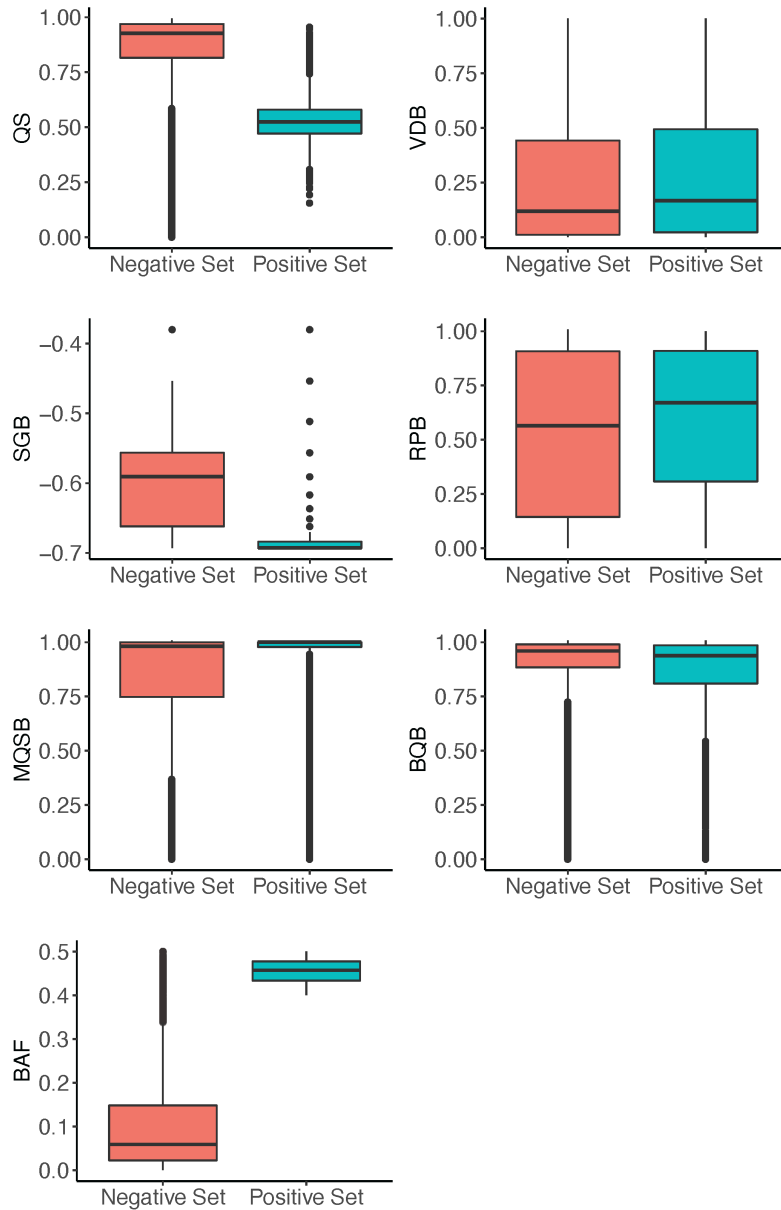 QS
1.00
0.75
0.50
0.25
0.00
Negative Set
Positive Set
VDB
1.00
0.75
0.50
0.25
0.00
Negative Set
Positive Set
SGB
−0.4
−0.5
−0.6
−0.7
Negative Set
Positive Set
RPB
1.00
0.75
0.50
0.25
0.00
Negative Set
Positive Set
MQSB
1.00
0.75
0.50
0.25
0.00
Negative Set
Positive Set
BQB
1.00
0.75
0.50
0.25
0.00
Negative Set
Positive Set
BAF
0.5
0.4
0.3
0.2
0.1
0.0
Negative Set
Positive Set